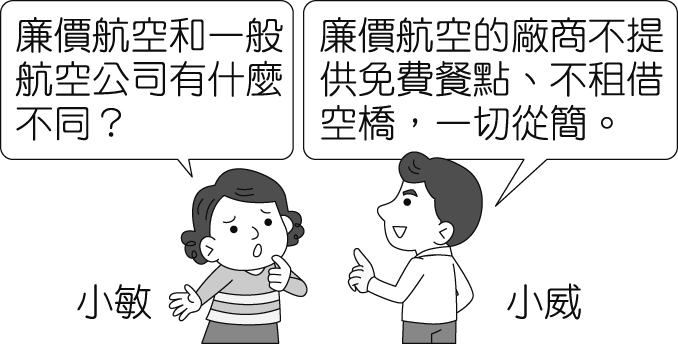 廉價航空和一般
航空公司有什麼
不同？
廉價航空的廠商不提
供免費餐點、不租借
空橋，一切從簡。
小敏
小威